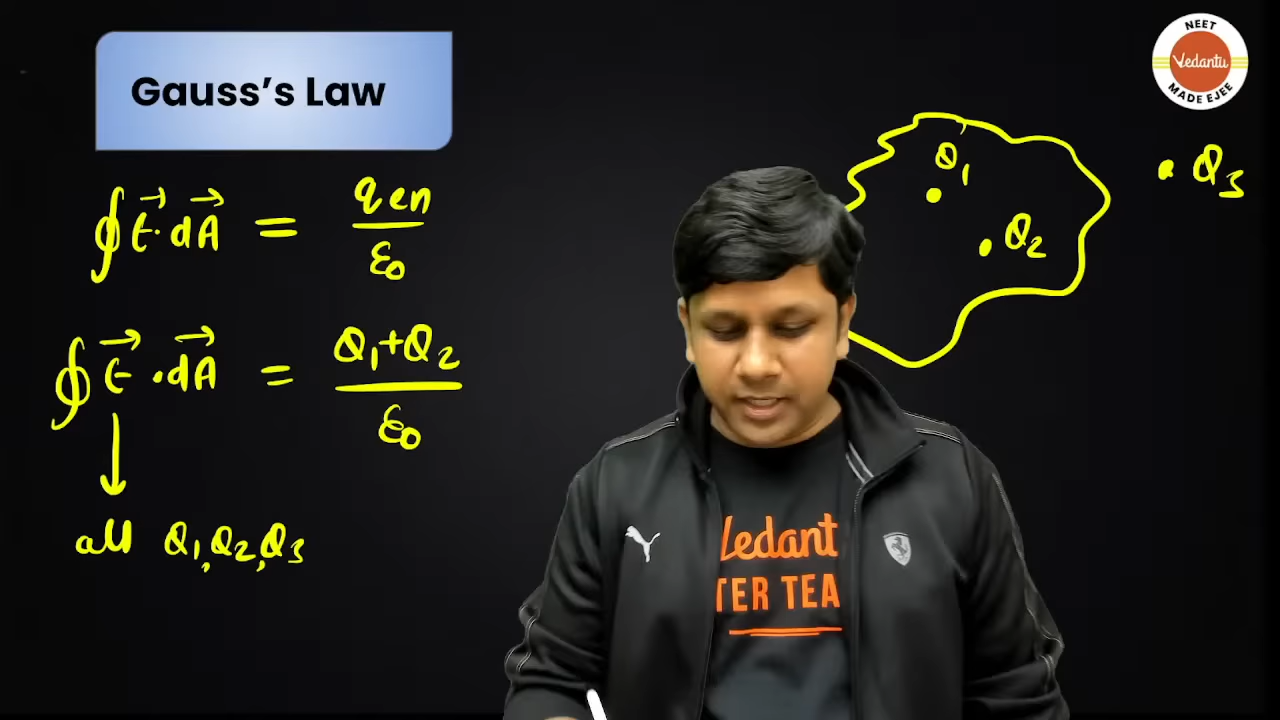 Gauss’s Law
NEET
Vedantu
MADE EJEE
∮E⃗·dA⃗ = qen/ε₀
Q₁
Q₂
Q₃
∮E⃗·dA⃗ = Q₁+Q₂/ε₀
all Q₁,Q₂,Q₃
Vedant
TER TEA